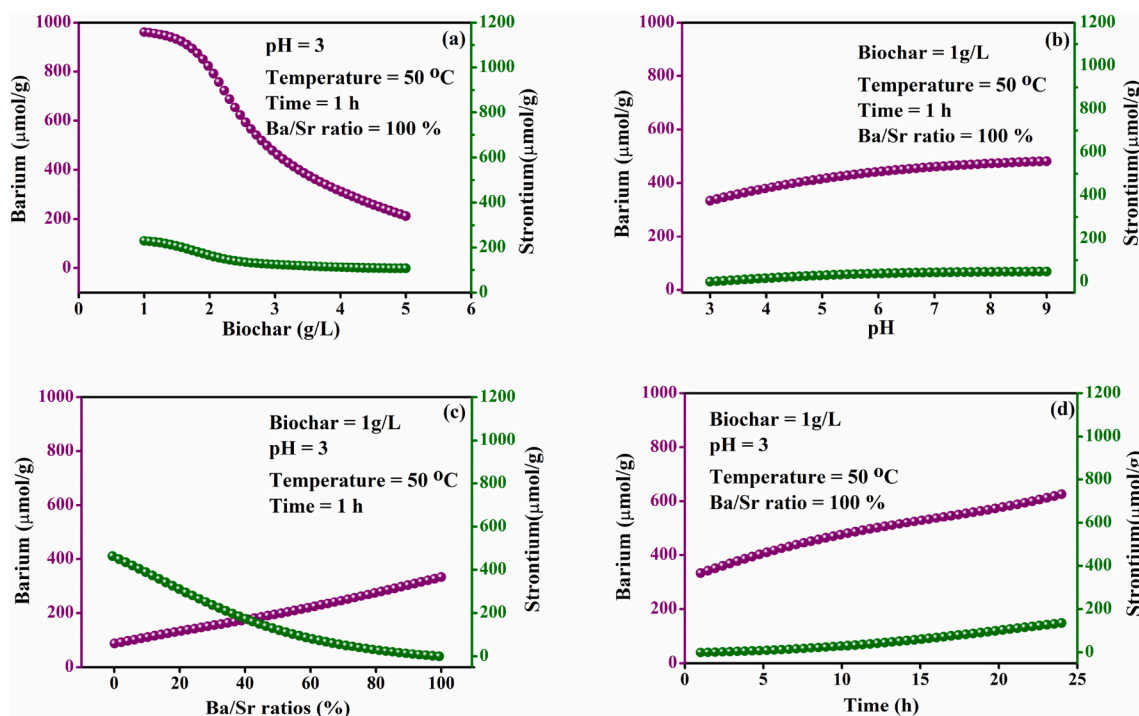 (a)
pH = 3
Temperature = 50 ⁰C
Time = 1 h
Ba/Sr ratio = 100 %
Barium (μmol/g)
1000
800
600
400
200
0
Strontium(μmol/g)
1200
1000
800
600
400
200
0
0 1 2 3 4 5 6
Biochar (g/L)
(b)
Biochar = 1g/L
Temperature = 50 ⁰C
Time = 1 h
Ba/Sr ratio = 100 %
Barium (μmol/g)
1000
800
600
400
200
0
Strontium(μmol/g)
1200
1000
800
600
400
200
0
3 4 5 6 7 8 9
pH
(c)
Biochar = 1g/L
pH = 3
Temperature = 50 ⁰C
Time = 1 h
Barium (μmol/g)
1000
800
600
400
200
0
Strontium(μmol/g)
1200
1000
800
600
400
200
0
0 20 40 60 80 100
Ba/Sr ratios (%)
(d)
Biochar = 1g/L
pH = 3
Temperature = 50 ⁰C
Ba/Sr ratio = 100 %
Barium (μmol/g)
1000
800
600
400
200
0
Strontium(μmol/g)
1200
1000
800
600
400
200
0
0 5 10 15 20 25
Time (h)